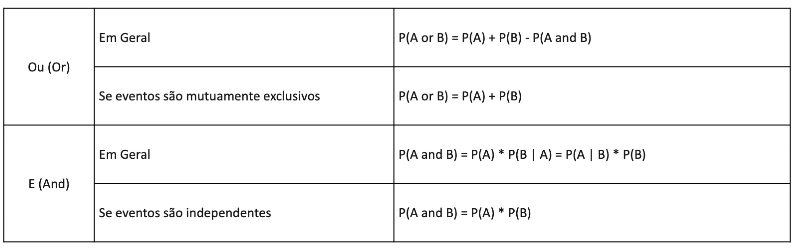 Ou (Or)
Em Geral
P(A or B) = P(A) + P(B) - P(A and B)
Se eventos são mutuamente exclusivos
P(A or B) = P(A) + P(B)
E (And)
Em Geral
P(A and B) = P(A) * P(B | A) = P(A | B) * P(B)
Se eventos são independentes
P(A and B) = P(A) * P(B)